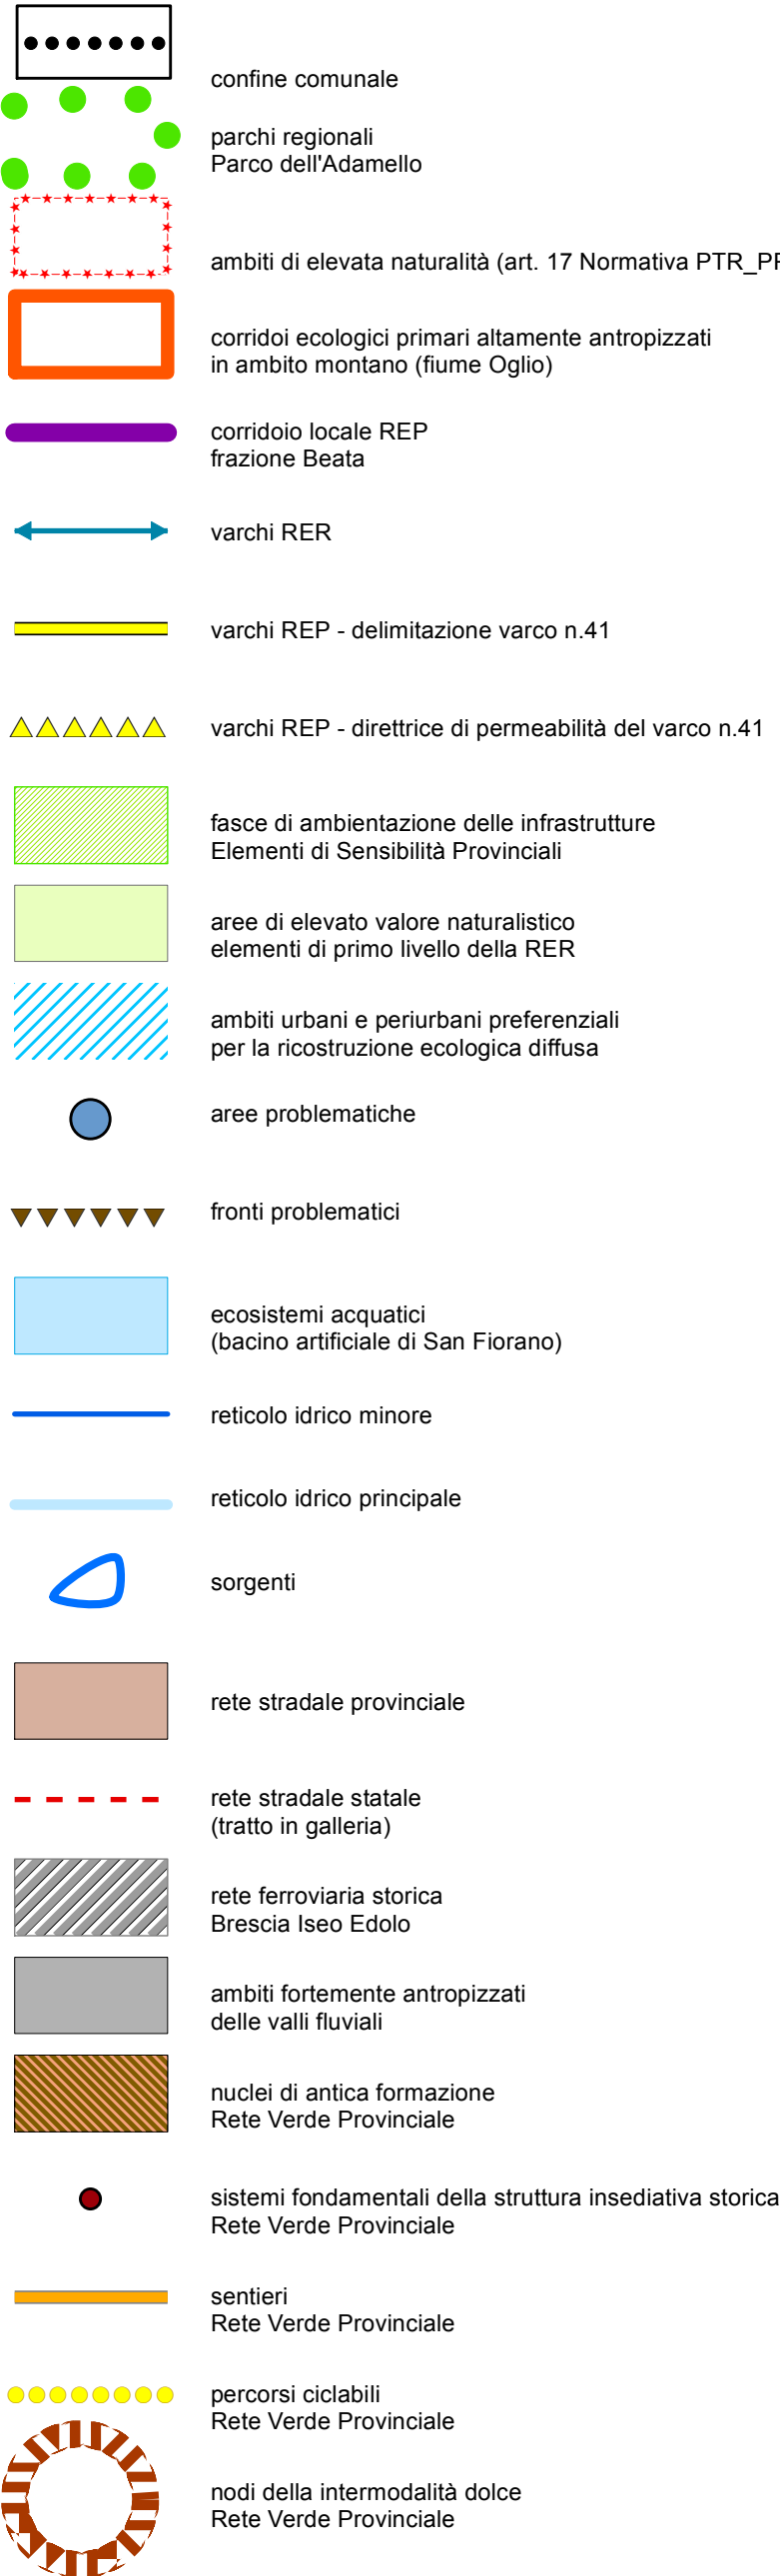 confine comunale
parchi regionali
Parco dell'Adamello
ambiti di elevata naturalità (art. 17 Normativa
corridoi ecologici primari altamente antropizzati
in ambito montano (fiume Oglio)
corridoio locale REP
frazione Beata
varchi RER
varchi REP - delimitazione varco n.41
varchi REP - direttrice di permeabilità del varco n.41
fasce di ambientazione delle infrastrutture
Elementi di Sensibilità Provinciali
aree di elevato valore naturalistico
elementi di primo livello della RER
ambiti urbani e periurbani preferenziali
per la ricostruzione ecologica diffusa
aree problematiche
fronti problematici
ecosistemi acquatici
(bacino artificiale di San Fiorano)
reticolo idrico minore
reticolo idrico principale
sorgenti
rete stradale provinciale
rete stradale statale
(tratto in galleria)
rete ferroviaria storica
Brescia Iseo Edolo
ambiti fortemente antropizzati
delle valli fluviali
nuclei di antica formazione
Rete Verde Provinciale
sistemi fondamentali della struttura insediativa storica
Rete Verde Provinciale
sentieri
Rete Verde Provinciale
percorsi ciclabili
Rete Verde Provinciale
nodi della intermodalità dolce
Rete Verde Provinciale